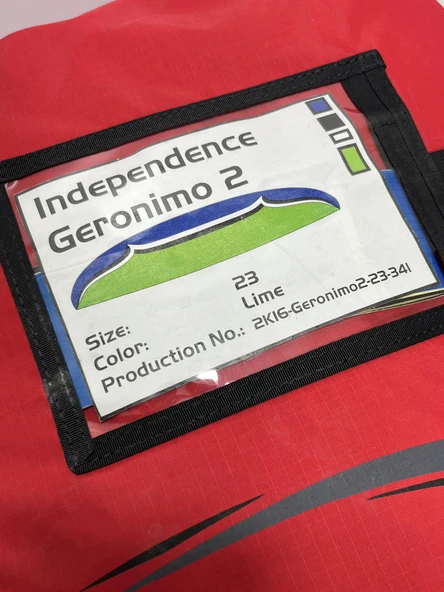 Independence
Geronimo 2
Size: 23
Color: Lime
Production No.: 2K16-Geronimo2-23-341